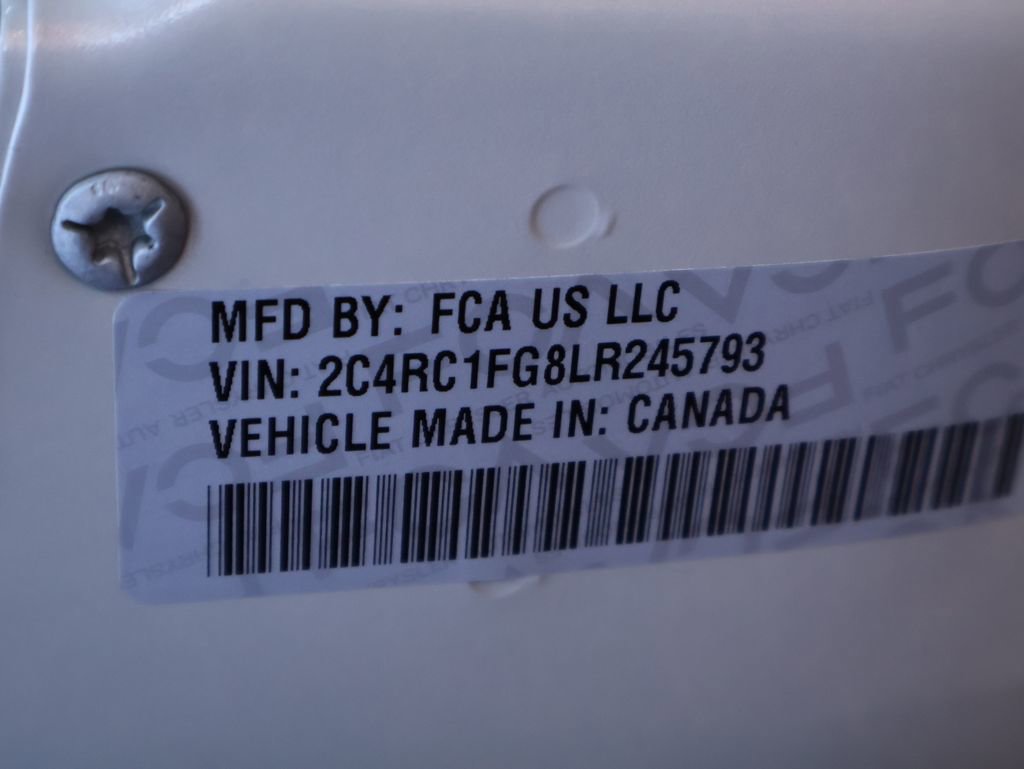 MFD BY: FCA US LLC
VIN: 2C4RC1FG8LR245793
VEHICLE MADE IN: CANADA